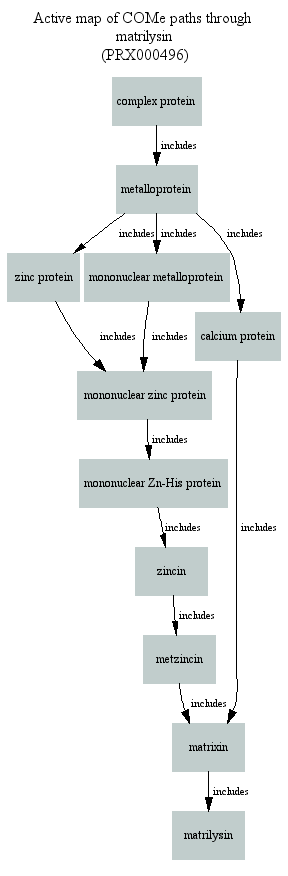 Active map of COMe paths through
matrilysin
(PRX000496)
complex protein
includes
metalloprotein
includes
includes
includes
zinc protein
mononuclear metalloprotein
calcium protein
includes
includes
mononuclear zinc protein
includes
mononuclear Zn-His protein
includes
includes
zincin
includes
metzincin
includes
matrixin
includes
matrilysin